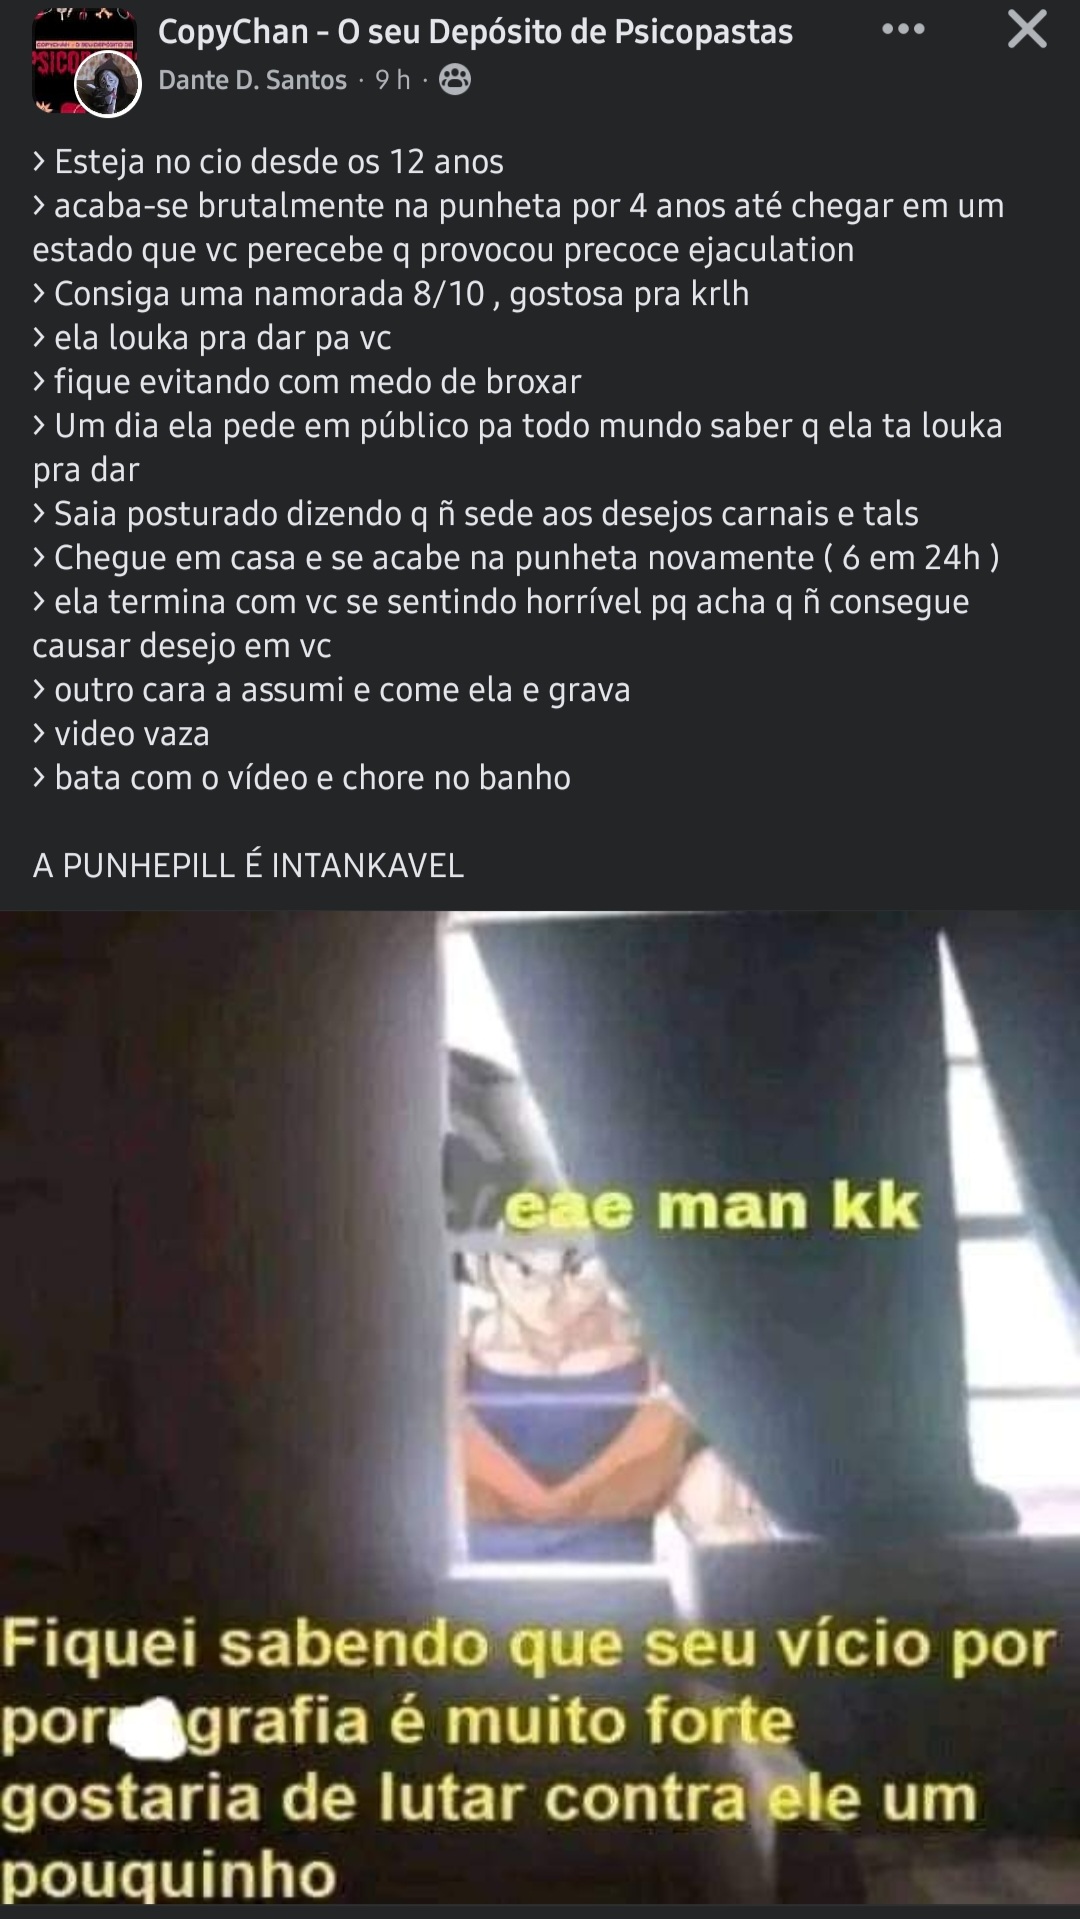 CopyChan - O seu Depósito de Psicopastas
Dante D. Santos · 9 h ·
> Esteja no cio desde os 12 anos
> acaba-se brutalmente na punheta por 4 anos até chegar em um
estado que vc perecebe q provocou precoce ejaculation
> Consiga uma namorada 8/10 , gostosa pra krlh
> ela louka pra dar pa vc
> fique evitando com medo de broxar
> Um dia ela pede em público pa todo mundo saber q ela ta louka
pra dar
> Saia posturado dizendo q ñ sede aos desejos carnais e tals
> Chegue em casa e se acabe na punheta novamente ( 6 em 24h )
> ela termina com vc se sentindo horrível pq acha q ñ consegue
causar desejo em vc
> outro cara a assumi e come ela e grava
> video vaza
> bata com o vídeo e chore no banho
A PUNHEPILL É INTANKAVEL
eae man kk
Fiquei sabendo que seu vício por
por grafia é muito forte
gostaria de lutar contra ele um
pouquinho